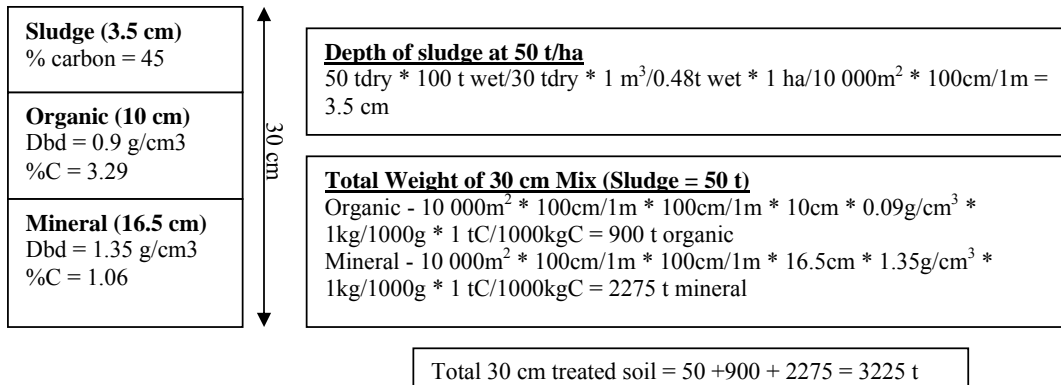 Sludge (3.5 cm)
% carbon = 45
Organic (10 cm)
Dbd = 0.9 g/cm3
%C = 3.29
Mineral (16.5 cm)
Dbd = 1.35 g/cm3
%C = 1.06
30 cm
Depth of sludge at 50 t/ha
50 tdry * 100 t wet/30 tdry * 1 m³/0.48t wet * 1 ha/10 000m² * 100cm/1m =
3.5 cm
Total Weight of 30 cm Mix (Sludge = 50 t)
Organic - 10 000m² * 100cm/1m * 100cm/1m * 10cm * 0.09g/cm³ *
1kg/1000g * 1 tC/1000kgC = 900 t organic
Mineral - 10 000m² * 100cm/1m * 100cm/1m * 16.5cm * 1.35g/cm³ *
1kg/1000g * 1 tC/1000kgC = 2275 t mineral
Total 30 cm treated soil = 50 +900 + 2275 = 3225 t